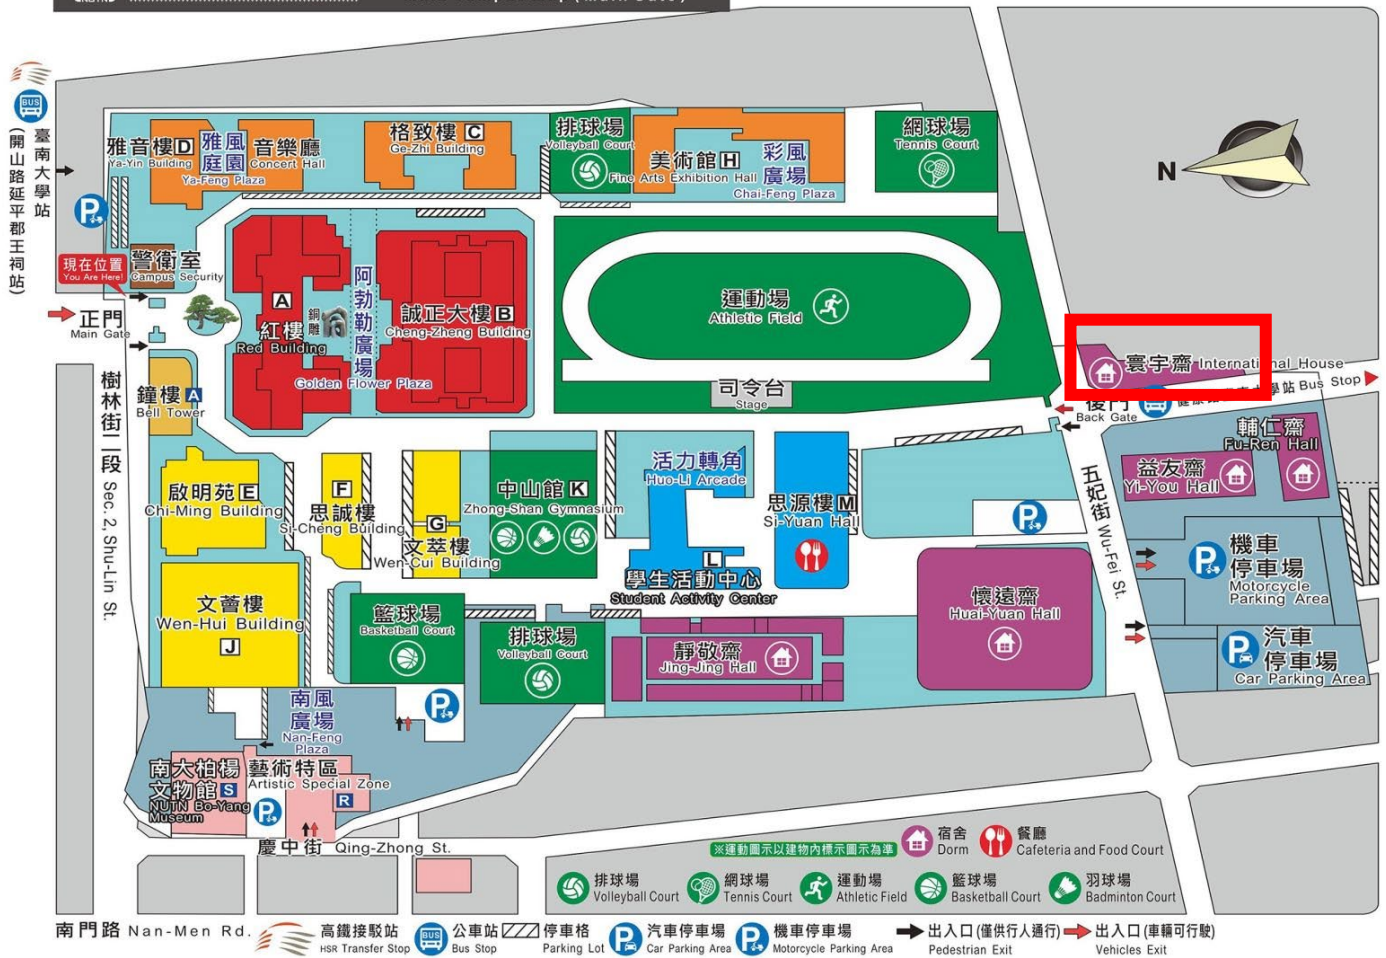 臺南大學站
(開山路延平郡王祠站)
BUS
雅音樓 D
Ya-Yin Building
雅風庭園
Ya-Feng Plaza
音樂廳
Concert Hall
格致樓 C
Ge-Zhi Building
排球場
Volleyball Court
美術館 H
Fine Arts Exhibition Hall
彩風廣場
Chai-Feng Plaza
網球場
Tennis Court
N
現在位置
You Are Here!
警衛室
Campus Security
正門
Main Gate
A
紅樓
Red Building
銅雕
阿勃勒廣場
Golden Flower Plaza
誠正大樓 B
Cheng-Zheng Building
運動場
Athletic Field
司令台
Stage
寰宇齋 International House
後門
Back Gate
Bus Stop
鐘樓 A
Bell Tower
樹林街二段 Sec. 2, Shu-Lin St.
啟明苑 E
Chi-Ming Building
F
思誠樓
Si-Cheng Building
G
文萃樓
Wen-Cui Building
中山館 K
Zhong-Shan Gymnasium
活力轉角
Huo-Li Arcade
思源樓 M
Si-Yuan Hall
L
學生活動中心
Student Activity Center
五妃街 Wu-Fei St.
輔仁齋
Fu-Ren Hall
益友齋
Yi-You Hall
機車停車場
Motorcycle
Parking Area
汽車停車場
Car Parking Area
文薈樓
Wen-Hui Building
J
籃球場
Basketball Court
排球場
Volleyball Court
靜敬齋
Jing-Jing Hall
懷遠齋
Huai-Yuan Hall
南風廣場
Nan-Feng
Plaza
南大柏楊
文物館 S
NUTN Bo-Yang
Museum
藝術特區
Artistic Special Zone
R
慶中街 Qing-Zhong St.
南門路 Nan-Men Rd.
※運動圖示以建物內標示圖示為準
宿舍
Dorm
餐廳
Cafeteria and Food Court
排球場
Volleyball Court
網球場
Tennis Court
運動場
Athletic Field
籃球場
Basketball Court
羽球場
Badminton Court
高鐵接駁站
HSR Transfer Stop
公車站
Bus Stop
停車格
Parking Lot
汽車停車場
Car Parking Area
機車停車場
Motorcycle Parking Area
出入口(僅供行人通行)
Pedestrian Exit
出入口(車輛可行駛)
Vehicles Exit